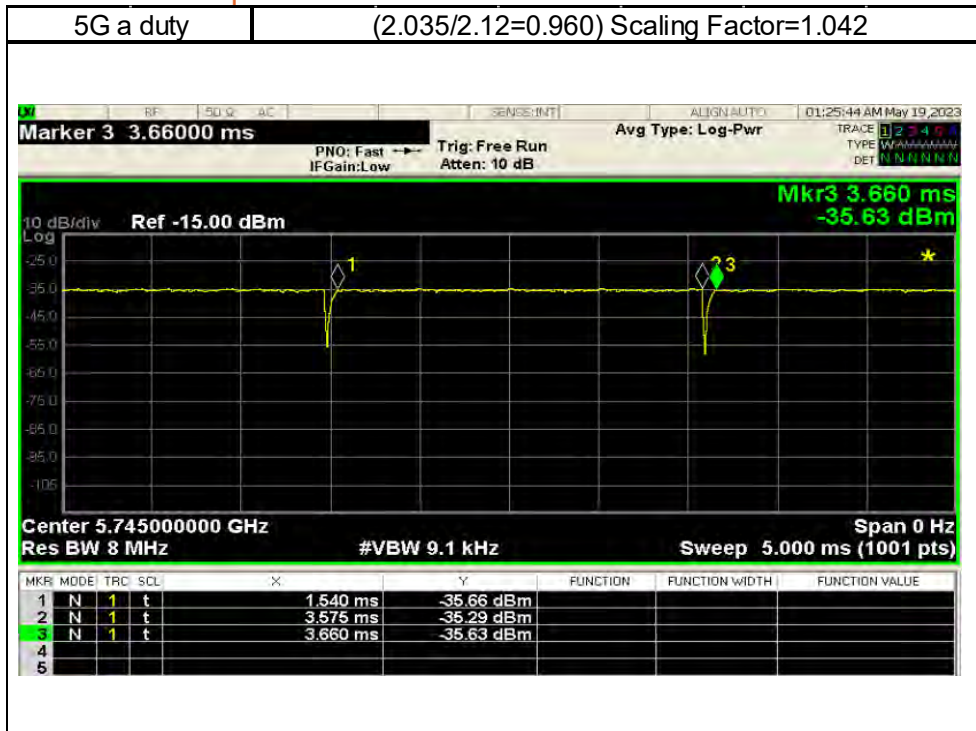 5G a duty (2.035/2.12=0.960) Scaling Factor=1.042
RF 50 Ω AC SENSE:INT ALIGN AUTO 01:25:44 AM May 19, 2023
Marker 3 3.66000 ms
PNO: Fast
IFGain:Low
Trig: Free Run
Atten: 10 dB
Avg Type: Log-Pwr
TRACE 1 2 3 4 5 6
TYPE W
DET N N N N N N
Mkr3 3.660 ms
-35.63 dBm
10 dB/div Ref -15.00 dBm
Log
-25.0
-35.0
-45.0
-55.0
-65.0
-75.0
-85.0
-95.0
-105
1
2 3
*
Center 5.745000000 GHz Span 0 Hz
Res BW 8 MHz #VBW 9.1 kHz Sweep 5.000 ms (1001 pts)
MKR MODE TRC SCL X Y FUNCTION FUNCTION WIDTH FUNCTION VALUE
1 N 1 t 1.540 ms -35.66 dBm
2 N 1 t 3.575 ms -35.29 dBm
3 N 1 t 3.660 ms -35.63 dBm
4
5